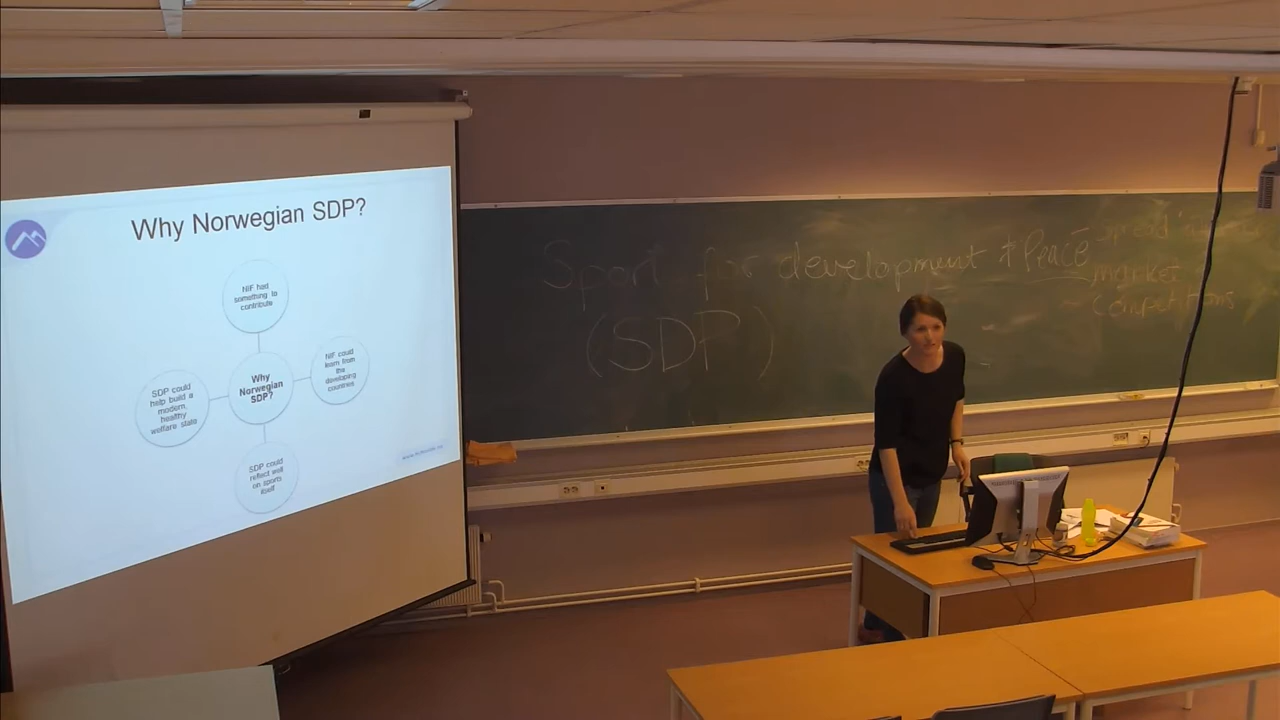 Why Norwegian SDP?
NIF had
something to
contribute
NIF could
learn from
the
developing
countries
Why
Norwegian
SDP?
SDP could
help build a
modern,
healthy
welfare state
SDP could
reflect well
on sports
itself
Sport for development + Peace
(SDP)
spread
market
competitions